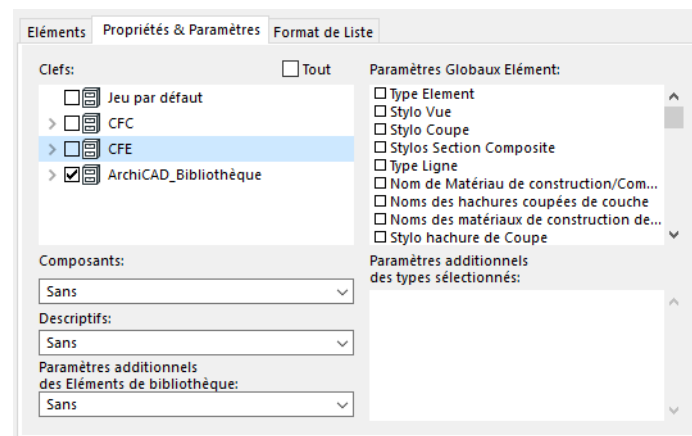 Eléments Propriétés & Paramètres Format de Liste
Clefs: Tout
Jeu par défaut
CFC
CFE
ArchiCAD_Bibliothèque
Paramètres Globaux Elément:
Type Element
Stylo Vue
Stylo Coupe
Stylos Section Composite
Type Ligne
Nom de Matériau de construction/Com...
Noms des hachures coupées de couche
Noms des matériaux de construction de...
Stylo hachure de Coupe
Composants:
Sans
Descriptifs:
Sans
Paramètres additionnels
des Eléments de bibliothèque:
Sans
Paramètres additionnels
des types sélectionnés: